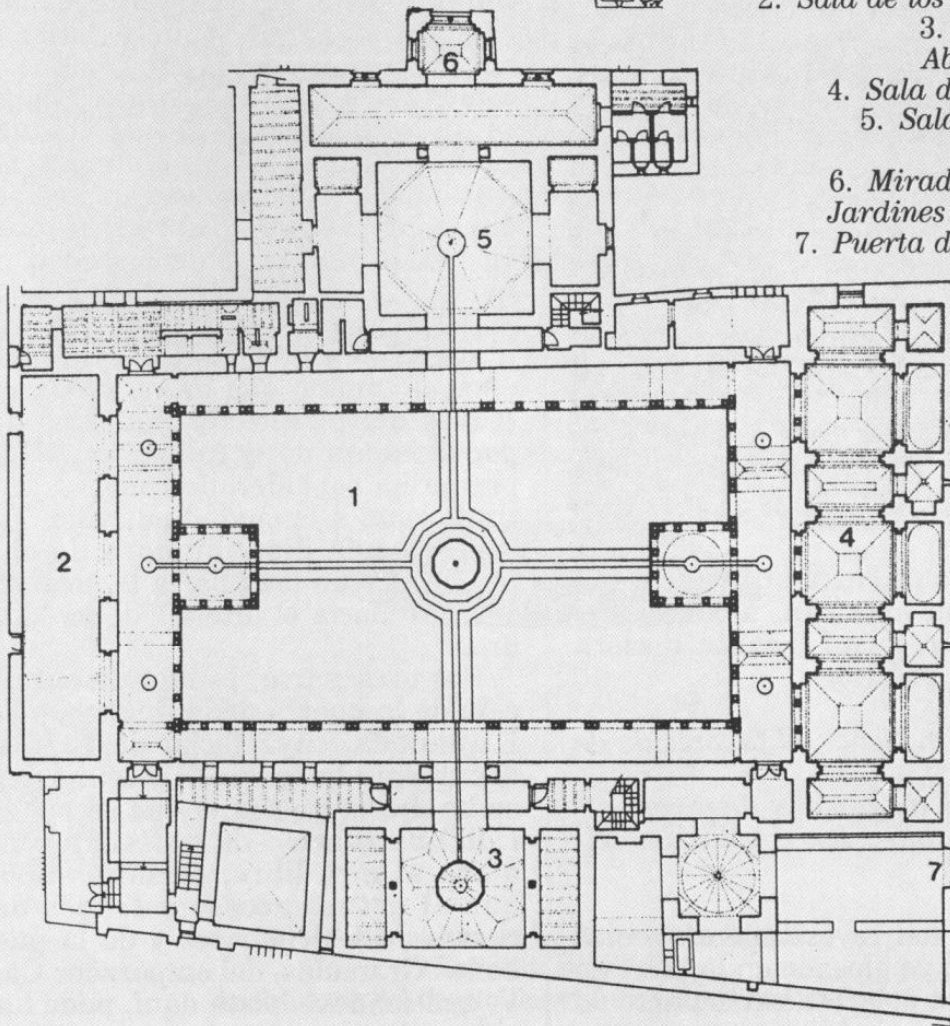 2. Sala de los
3.
Ab
4. Sala d
5. Sala
6. Mirad
Jardines
7. Puerta d
6
5
1
2
4
3
7